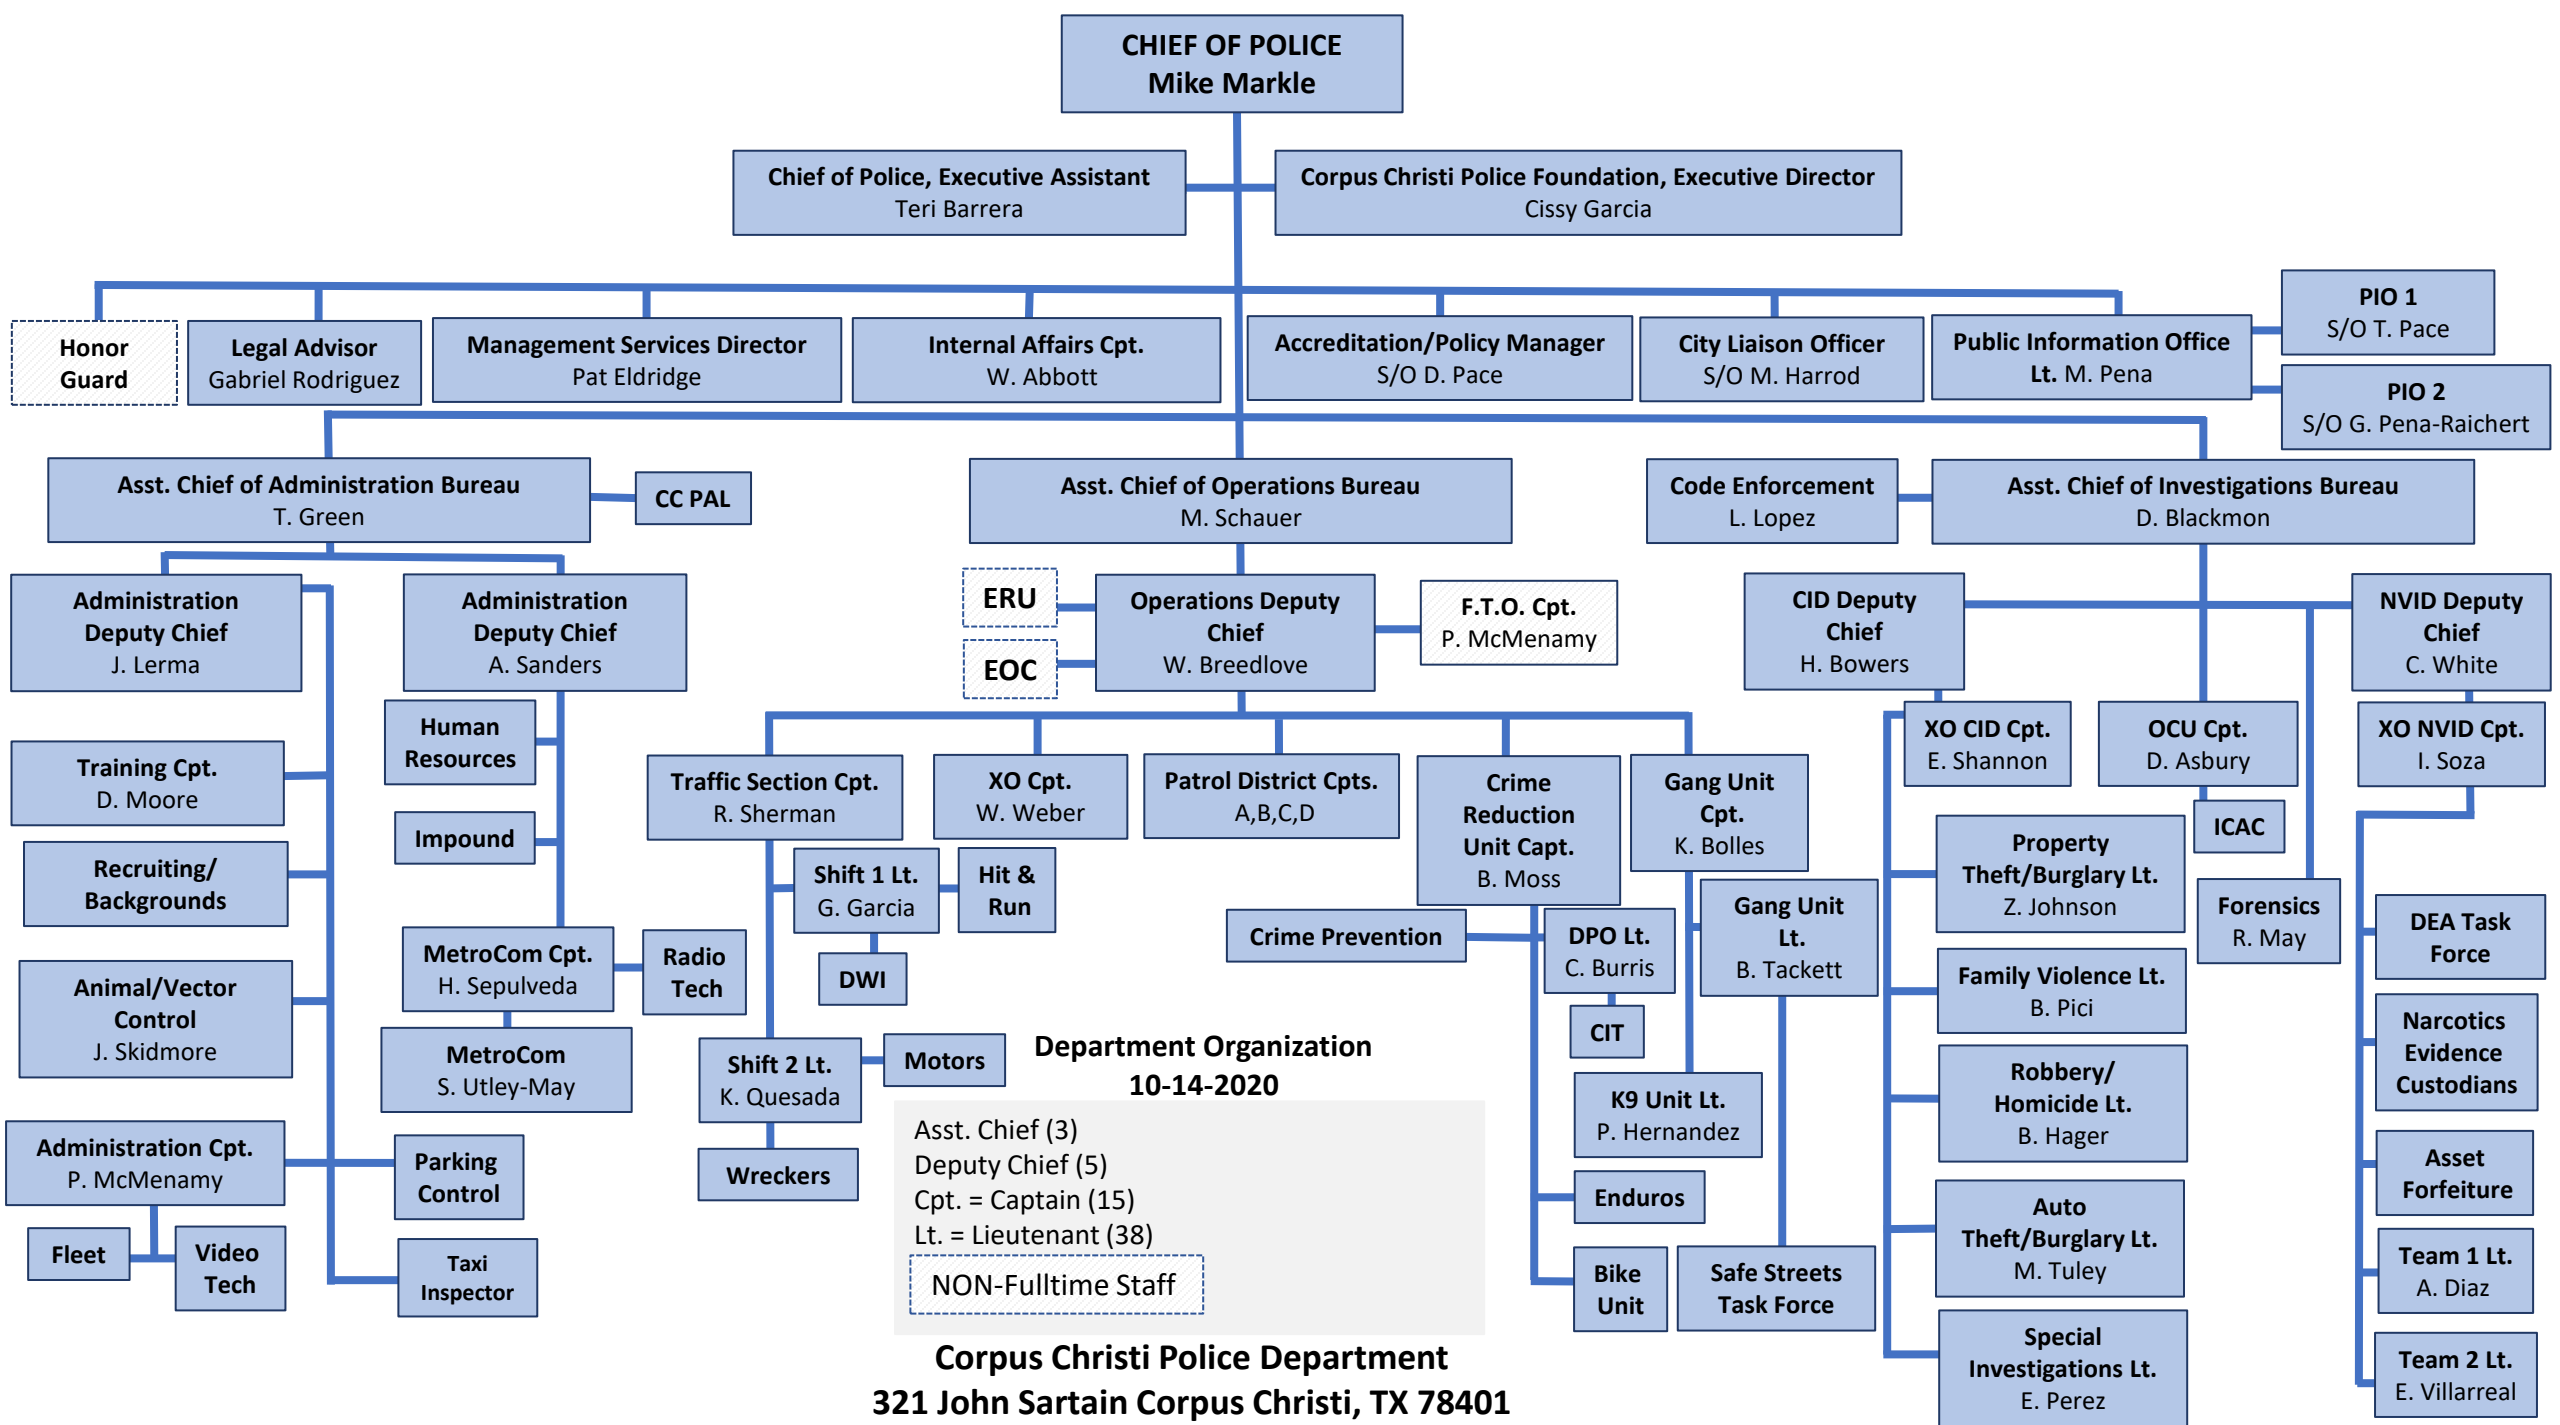 CHIEF OF POLICE
Mike Markle
Chief of Police, Executive Assistant
Teri Barrera
Corpus Christi Police Foundation, Executive Director
Cissy Garcia
Honor
Guard
Legal Advisor
Gabriel Rodriguez
Management Services Director
Pat Eldridge
Internal Affairs Cpt.
W. Abbott
Accreditation/Policy Manager
S/O D. Pace
City Liaison Officer
S/O M. Harrod
Public Information Office
Lt. M. Pena
PIO 1
S/O T. Pace
PIO 2
S/O G. Pena-Raichert
Asst. Chief of Administration Bureau
T. Green
CC PAL
Asst. Chief of Operations Bureau
M. Schauer
Code Enforcement
L. Lopez
Asst. Chief of Investigations Bureau
D. Blackmon
Administration
Deputy Chief
J. Lerma
Administration
Deputy Chief
A. Sanders
ERU
EOC
Operations Deputy
Chief
W. Breedlove
F.T.O. Cpt.
P. McMenamy
CID Deputy
Chief
H. Bowers
NVID Deputy
Chief
C. White
Training Cpt.
D. Moore
Recruiting/
Backgrounds
Animal/Vector
Control
J. Skidmore
Administration Cpt.
P. McMenamy
Fleet
Video
Tech
Parking
Control
Taxi
Inspector
Human
Resources
Impound
MetroCom Cpt.
H. Sepulveda
Radio
Tech
MetroCom
S. Utley-May
Traffic Section Cpt.
R. Sherman
XO Cpt.
W. Weber
Patrol District Cpts.
A,B,C,D
Crime
Reduction
Unit Capt.
B. Moss
Gang Unit
Cpt.
K. Bolles
Shift 1 Lt.
G. Garcia
Hit &
Run
DWI
Shift 2 Lt.
K. Quesada
Motors
Wreckers
Crime Prevention
DPO Lt.
C. Burris
CIT
Gang Unit
Lt.
B. Tackett
K9 Unit Lt.
P. Hernandez
Enduros
Bike
Unit
Safe Streets
Task Force
XO CID Cpt.
E. Shannon
OCU Cpt.
D. Asbury
ICAC
XO NVID Cpt.
I. Soza
Property
Theft/Burglary Lt.
Z. Johnson
Forensics
R. May
Family Violence Lt.
B. Pici
Robbery/
Homicide Lt.
B. Hager
Auto
Theft/Burglary Lt.
M. Tuley
Special
Investigations Lt.
E. Perez
DEA Task
Force
Narcotics
Evidence
Custodians
Asset
Forfeiture
Team 1 Lt.
A. Diaz
Team 2 Lt.
E. Villarreal
Department Organization
10-14-2020
Asst. Chief (3)
Deputy Chief (5)
Cpt. = Captain (15)
Lt. = Lieutenant (38)
NON-Fulltime Staff
Corpus Christi Police Department
321 John Sartain Corpus Christi, TX 78401